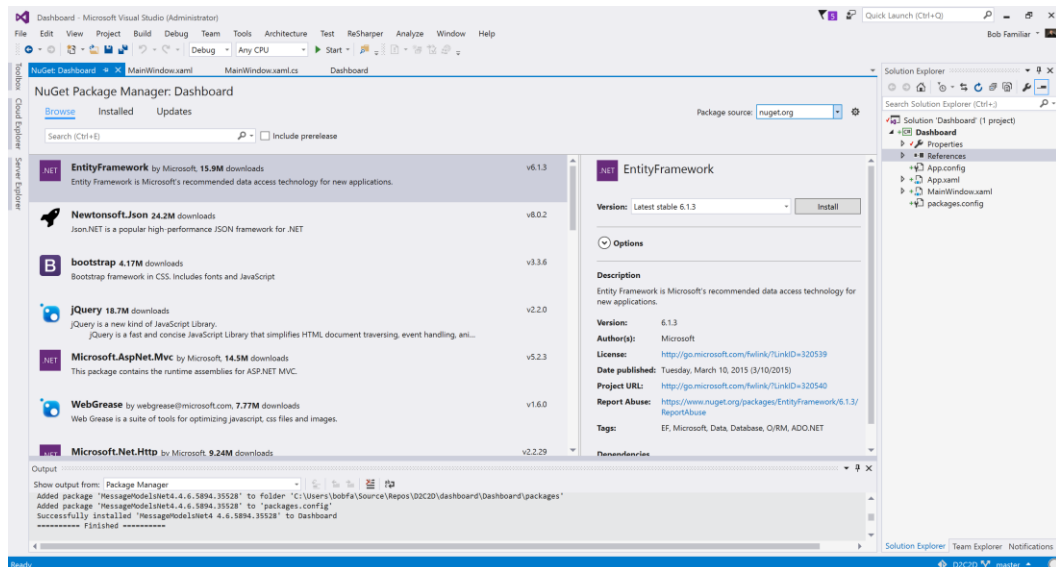 Dashboard - Microsoft Visual Studio (Administrator)
5
Quick Launch (Ctrl+Q)
File Edit View Project Build Debug Team Tools Architecture Test ReSharper Analyze Window Help
Bob Familiar
Debug Any CPU Start
Toolbox
Cloud Explorer
Server Explorer
NuGet: Dashboard MainWindow.xaml MainWindow.xaml.cs Dashboard
NuGet Package Manager: Dashboard
Browse Installed Updates
Package source: nuget.org
Search (Ctrl+E) Include prerelease
.NET EntityFramework by Microsoft, 15.9M downloads v6.1.3
Entity Framework is Microsoft's recommended data access technology for new applications.
Newtonsoft.Json 24.2M downloads v8.0.2
Json.NET is a popular high-performance JSON framework for .NET
B bootstrap 4.17M downloads v3.3.6
Bootstrap framework in CSS. Includes fonts and JavaScript
jQuery 18.7M downloads v2.2.0
jQuery is a new kind of JavaScript Library.
jQuery is a fast and concise JavaScript Library that simplifies HTML document traversing, event handling, ani...
.NET Microsoft.AspNet.Mvc by Microsoft, 14.5M downloads v5.2.3
This package contains the runtime assemblies for ASP.NET MVC.
WebGrease by webgrease@microsoft.com, 7.77M downloads v1.6.0
Web Grease is a suite of tools for optimizing javascript, css files and images.
.NET Microsoft.Net.Http by Microsoft, 9.24M downloads v2.2.29
.NET EntityFramework
Version: Latest stable 6.1.3 Install
Options
Description
Entity Framework is Microsoft's recommended data access technology for
new applications.
Version: 6.1.3
Author(s): Microsoft
License: http://go.microsoft.com/fwlink/?LinkID=320539
Date published: Tuesday, March 10, 2015 (3/10/2015)
Project URL: http://go.microsoft.com/fwlink/?LinkID=320540
Report Abuse: https://www.nuget.org/packages/EntityFramework/6.1.3/
ReportAbuse
Tags: EF, Microsoft, Data, Database, O/RM, ADO.NET
Dependencies
Solution Explorer
Search Solution Explorer (Ctrl+;)
Solution 'Dashboard' (1 project)
C# Dashboard
Properties
References
App.config
App.xaml
MainWindow.xaml
packages.config
Output
Show output from: Package Manager
Added package 'MessageModelsNet4.4.6.5894.35528' to folder 'C:\Users\bobfa\Source\Repos\D2C2D\dashboard\Dashboard\packages'
Added package 'MessageModelsNet4.4.6.5894.35528' to 'packages.config'
Successfully installed 'MessageModelsNet4 4.6.5894.35528' to Dashboard
========== Finished ==========
Solution Explorer Team Explorer Notifications
Ready D2C2D master